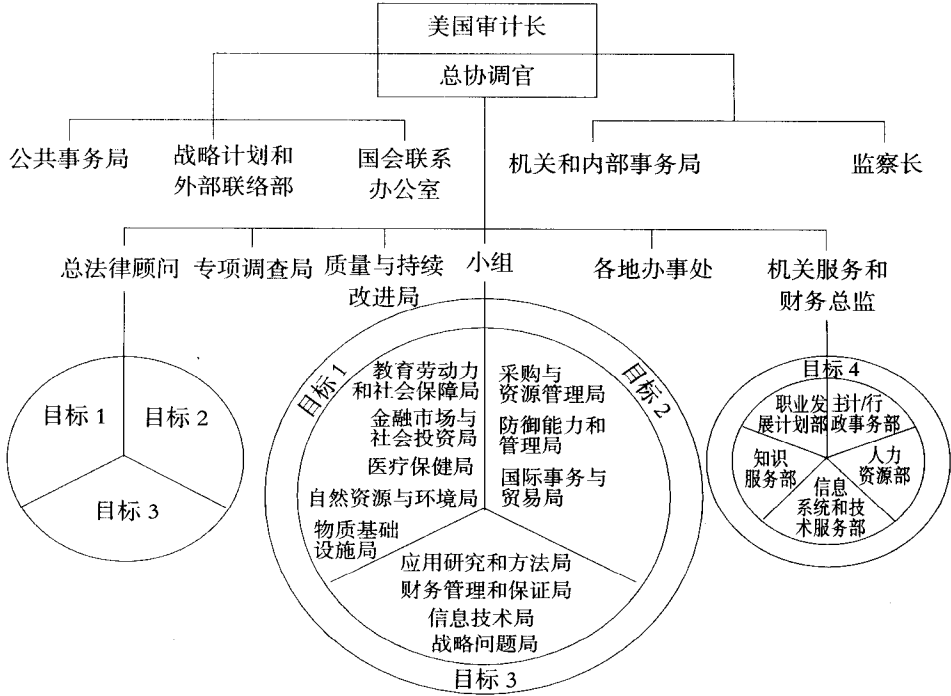 美国审计长
总协调官
公共事务局
战略计划和
外部联络部
国会联系
办公室
机关和内部事务局
监察长
总法律顾问
专项调查局
质量与持续
改进局
小组
各地办事处
机关服务和
财务总监
目标1
目标2
目标3
目标1
教育劳动力
和社会保障局
金融市场与
社会投资局
医疗保健局
自然资源与环境局
物质基础
设施局
目标2
采购与
资源管理局
防御能力和
管理局
国际事务与
贸易局
应用研究和方法局
财务管理和保证局
信息技术局
战略问题局
目标3
目标4
职业发
展计划部
主计/行
政事务部
知识
服务部
人力
资源部
信息
系统和技
术服务部